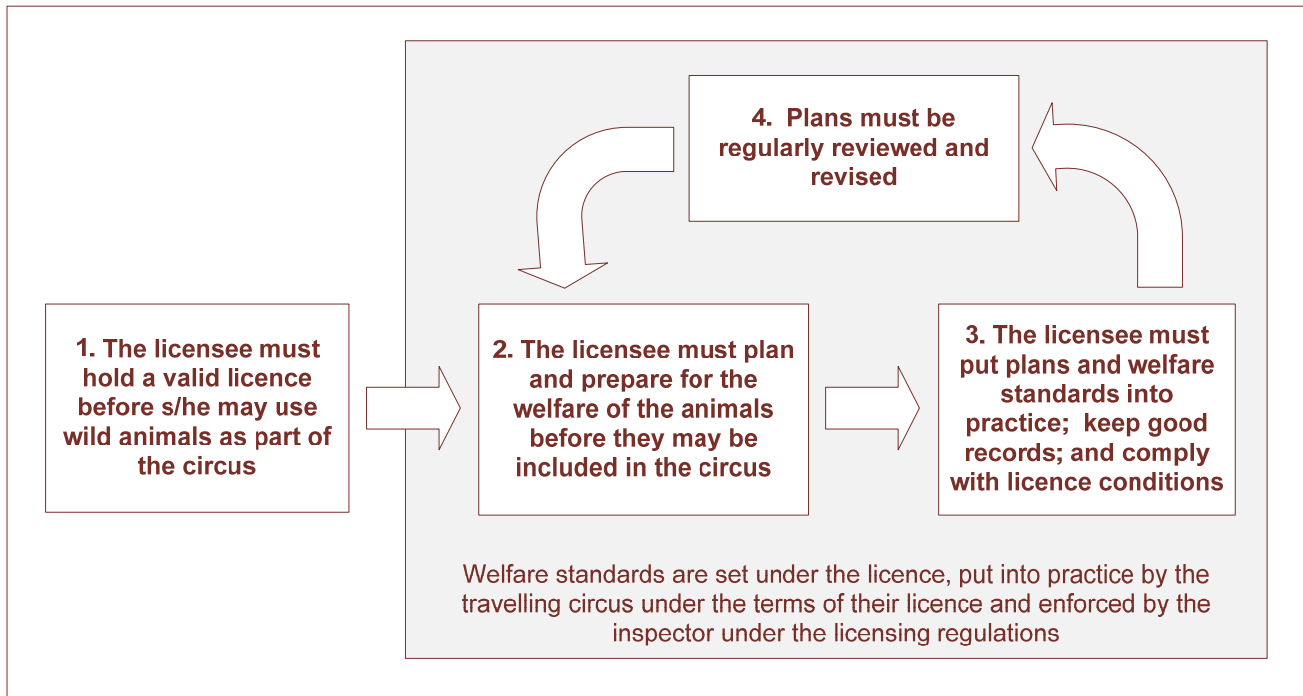 1. The licensee must
hold a valid licence
before s/he may use
wild animals as part of
the circus
2. The licensee must plan
and prepare for the
welfare of the animals
before they may be
included in the circus
3. The licensee must
put plans and welfare
standards into
practice; keep good
records; and comply
with licence conditions
4. Plans must be
regularly reviewed and
revised
Welfare standards are set under the licence, put into practice by the
travelling circus under the terms of their licence and enforced by the
inspector under the licensing regulations